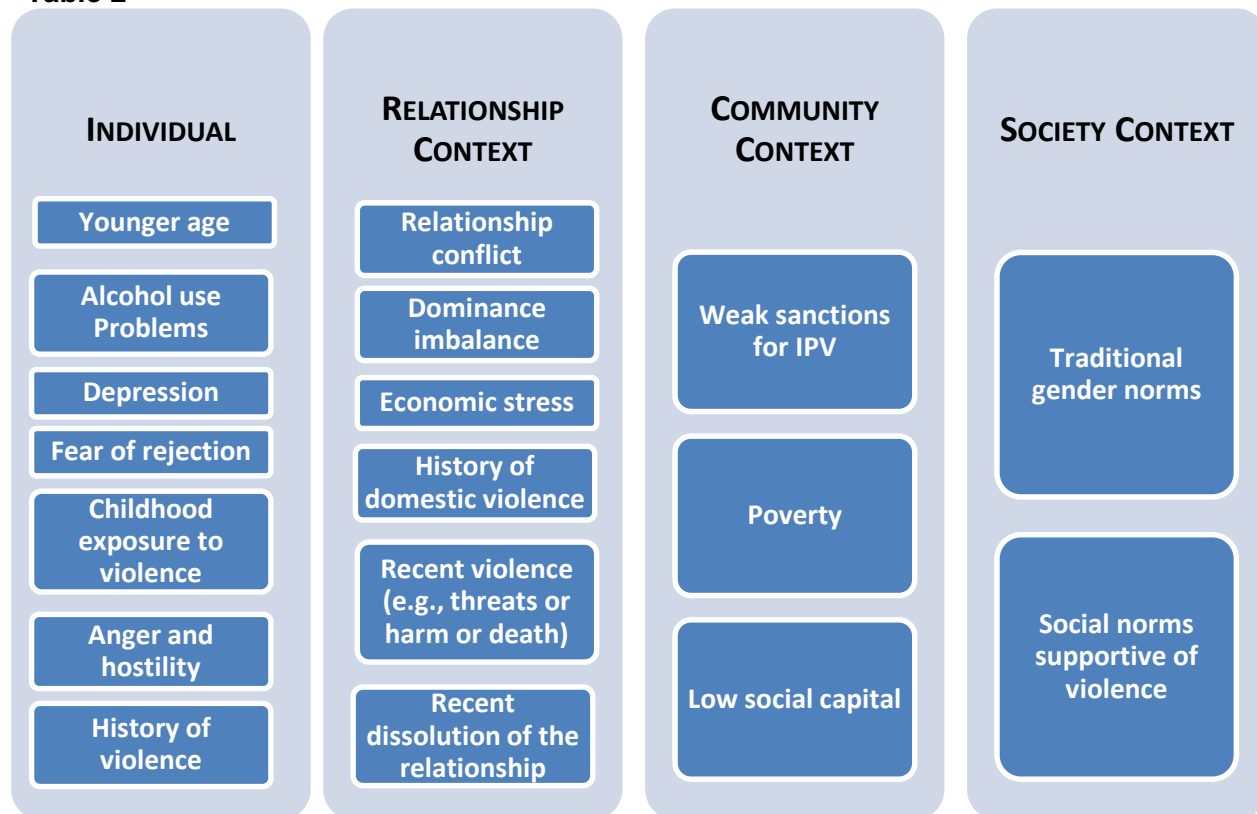 Table 2
INDIVIDUAL
Younger age
Alcohol use
Problems
Depression
Fear of rejection
Childhood
exposure to
violence
Anger and
hostility
History of
violence
RELATIONSHIP
CONTEXT
Relationship
conflict
Dominance
imbalance
Economic stress
History of
domestic violence
Recent violence
(e.g., threats or
harm or death)
Recent
dissolution of the
relationship
COMMUNITY
CONTEXT
Weak sanctions
for IPV
Poverty
Low social capital
SOCIETY CONTEXT
Traditional
gender norms
Social norms
supportive of
violence